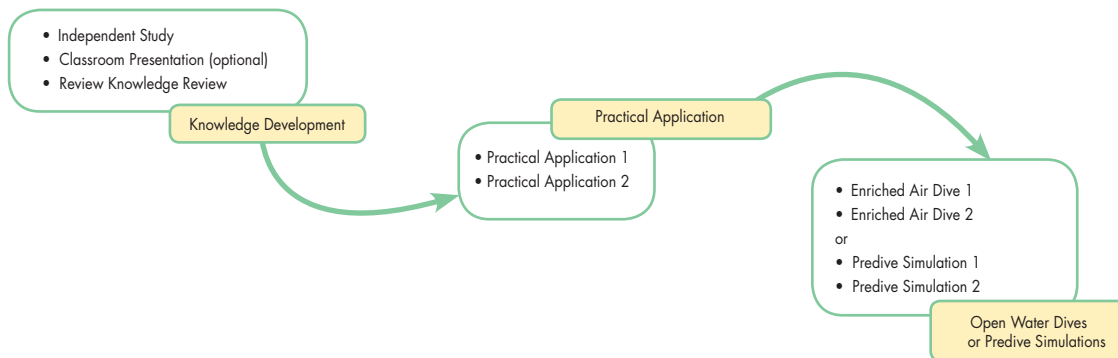 • Independent Study
• Classroom Presentation (optional)
• Review Knowledge Review
Knowledge Development
Practical Application
• Practical Application 1
• Practical Application 2
• Enriched Air Dive 1
• Enriched Air Dive 2
or
• Predive Simulation 1
• Predive Simulation 2
Open Water Dives
or Predive Simulations